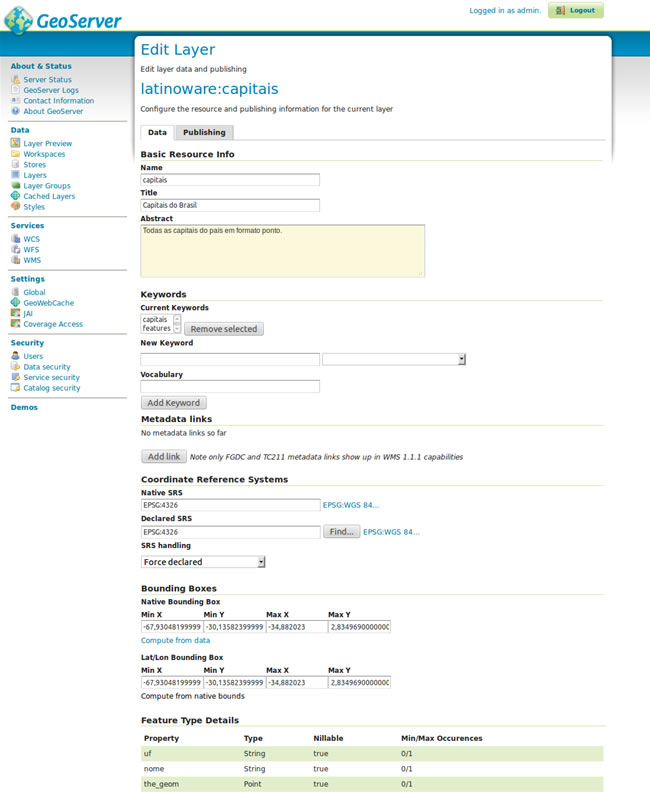 GeoServer
Logged in as admin.
Logout
About & Status
Server Status
GeoServer Logs
Contact Information
About GeoServer
Data
Layer Preview
Workspaces
Stores
Layers
Layer Groups
Cached Layers
Styles
Services
WCS
WFS
WMS
Settings
Global
GeoWebCache
JAI
Coverage Access
Security
Users
Data security
Service security
Catalog security
Demos
Edit Layer
Edit layer data and publishing
latinoware:capitais
Configure the resource and publishing information for the current layer
Data Publishing
Basic Resource Info
Name
capitais
Title
Capitais do Brasil
Abstract
Todas as capitais do país em formato ponto.
Keywords
Current Keywords
capitais
features
Remove selected
New Keyword
Vocabulary
Add Keyword
Metadata links
No metadata links so far
Add link Note only FGDC and TC211 metadata links show up in WMS 1.1.1 capabilities
Coordinate Reference Systems
Native SRS
EPSG:4326 EPSG:WGS 84...
Declared SRS
EPSG:4326 Find... EPSG:WGS 84...
SRS handling
Force declared
Bounding Boxes
Native Bounding Box
Min X Min Y Max X Max Y
-67,93048199999 -30,13582399999 -34,882023 2,8349690000000
Compute from data
Lat/Lon Bounding Box
Min X Min Y Max X Max Y
-67,93048199999 -30,13582399999 -34,882023 2,8349690000000
Compute from native bounds
Feature Type Details
Property Type Nillable Min/Max Occurences
uf String true 0/1
nome String true 0/1
the_geom Point true 0/1